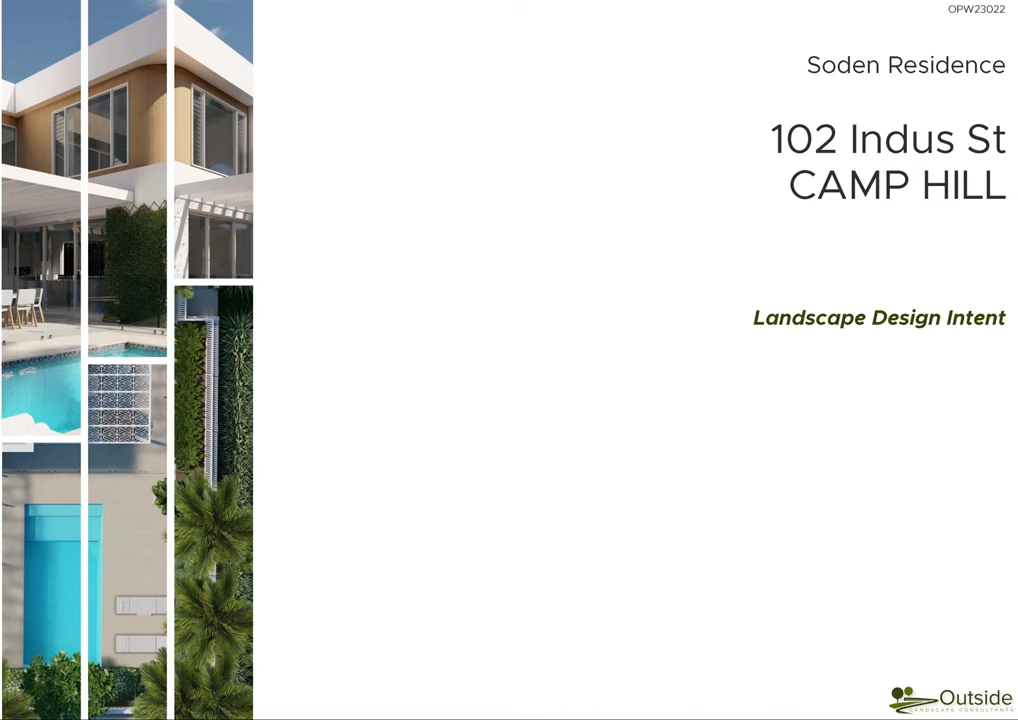 OPW23022
Soden Residence
102 Indus St
CAMP HILL
Landscape Design Intent
Outside
LANDSCAPE CONSULTANTS